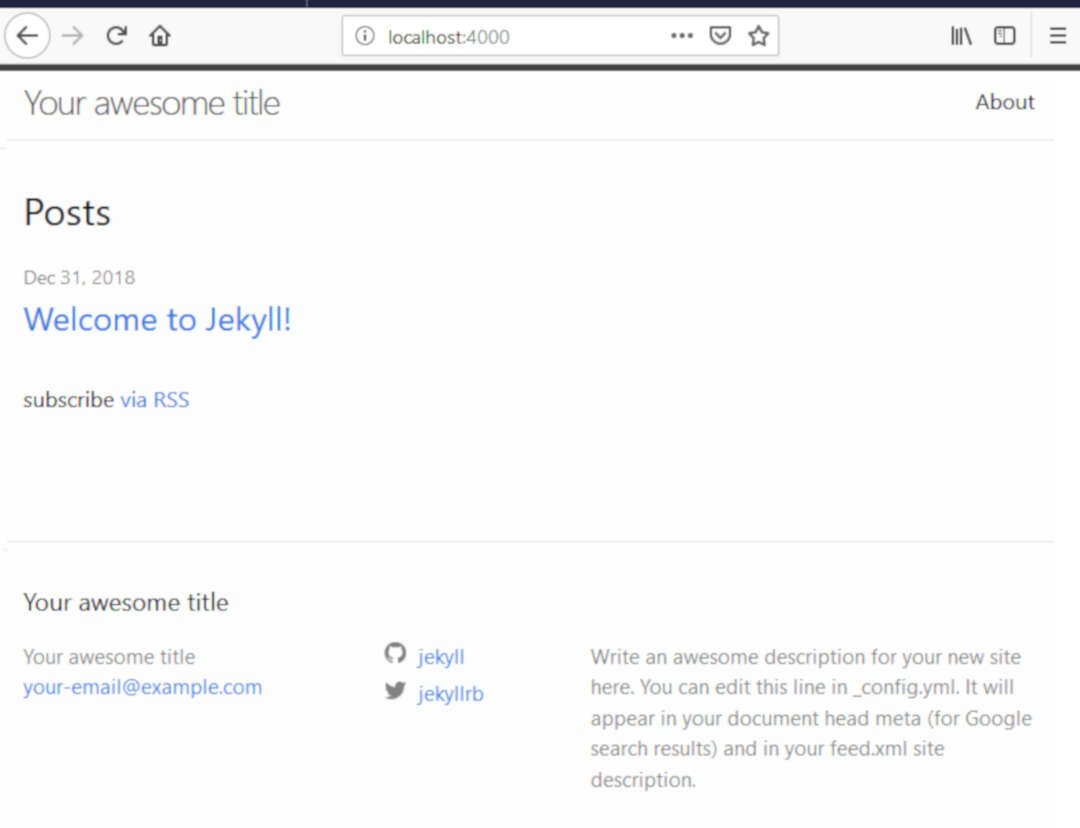 localhost:4000
Your awesome title
About
Posts
Dec 31, 2018
Welcome to Jekyll!
subscribe via RSS
Your awesome title
Your awesome title
your-email@example.com
jekyll
jekyllrb
Write an awesome description for your new site
here. You can edit this line in _config.yml. It will
appear in your document head meta (for Google
search results) and in your feed.xml site
description.